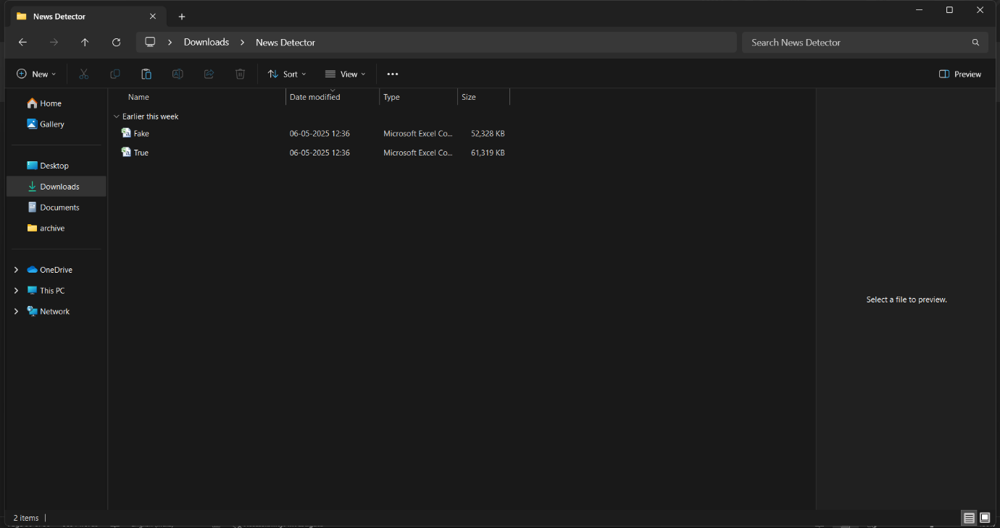 News Detector
Downloads > News Detector
Search News Detector
New
Sort
View
Preview
Home
Gallery
Desktop
Downloads
Documents
archive
OneDrive
This PC
Network
Name Date modified Type Size
Earlier this week
Fake 06-05-2025 12:36 Microsoft Excel Co... 52,328 KB
True 06-05-2025 12:36 Microsoft Excel Co... 61,319 KB
Select a file to preview.
2 items